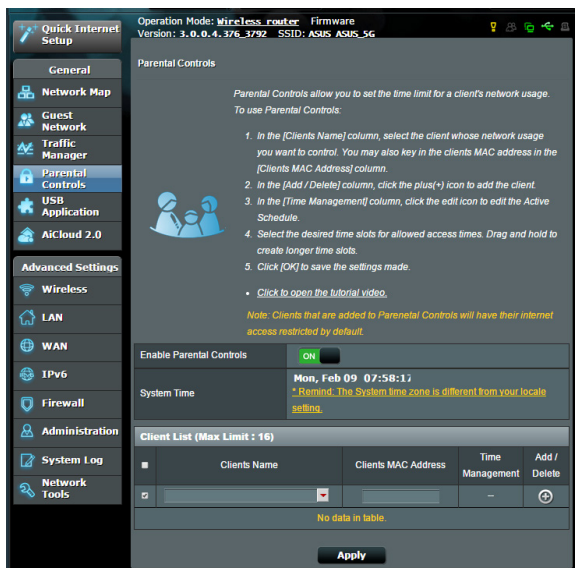 Quick Internet
Setup
General
Network Map
Guest
Network
Traffic
Manager
Parental
Controls
USB
Application
AiCloud 2.0
Advanced Settings
Wireless
LAN
WAN
IPv6
Firewall
Administration
System Log
Network
Tools
Operation Mode: Wireless router Firmware
Version: 3.0.0.4.376_3792 SSID: ASUS ASUS_5G
Parental Controls
Parental Controls allow you to set the time limit for a client's network usage.
To use Parental Controls:
1. In the [Clients Name] column, select the client whose network usage
you want to control. You may also key in the clients MAC address in the
[Clients MAC Address] column.
2. In the [Add / Delete] column, click the plus(+) icon to add the client.
3. In the [Time Management] column, click the edit icon to edit the Active
Schedule.
4. Select the desired time slots for allowed access times. Drag and hold to
create longer time slots.
5. Click [OK] to save the settings made.
• Click to open the tutorial video.
Note: Clients that are added to Parenetal Controls will have their internet
access restricted by default.
Enable Parental Controls ON
System Time Mon, Feb 09 07:58:17
* Remind: The System time zone is different from your locale
setting.
Client List (Max Limit : 16)
Clients Name Clients MAC Address Time Management Add / Delete
--
No data in table.
Apply